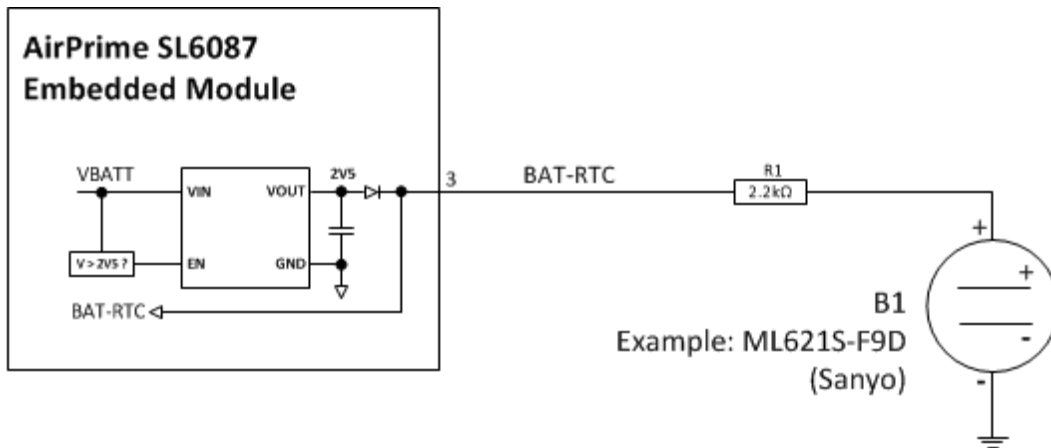 AirPrime SL6087
Embedded Module
VBATT
VIN
VOUT
2V5
3
BAT-RTC
R1
2.2kΩ
V > 2V5 ?
EN
GND
BAT-RTC
+
+
-
-
B1
Example: ML621S-F9D
(Sanyo)